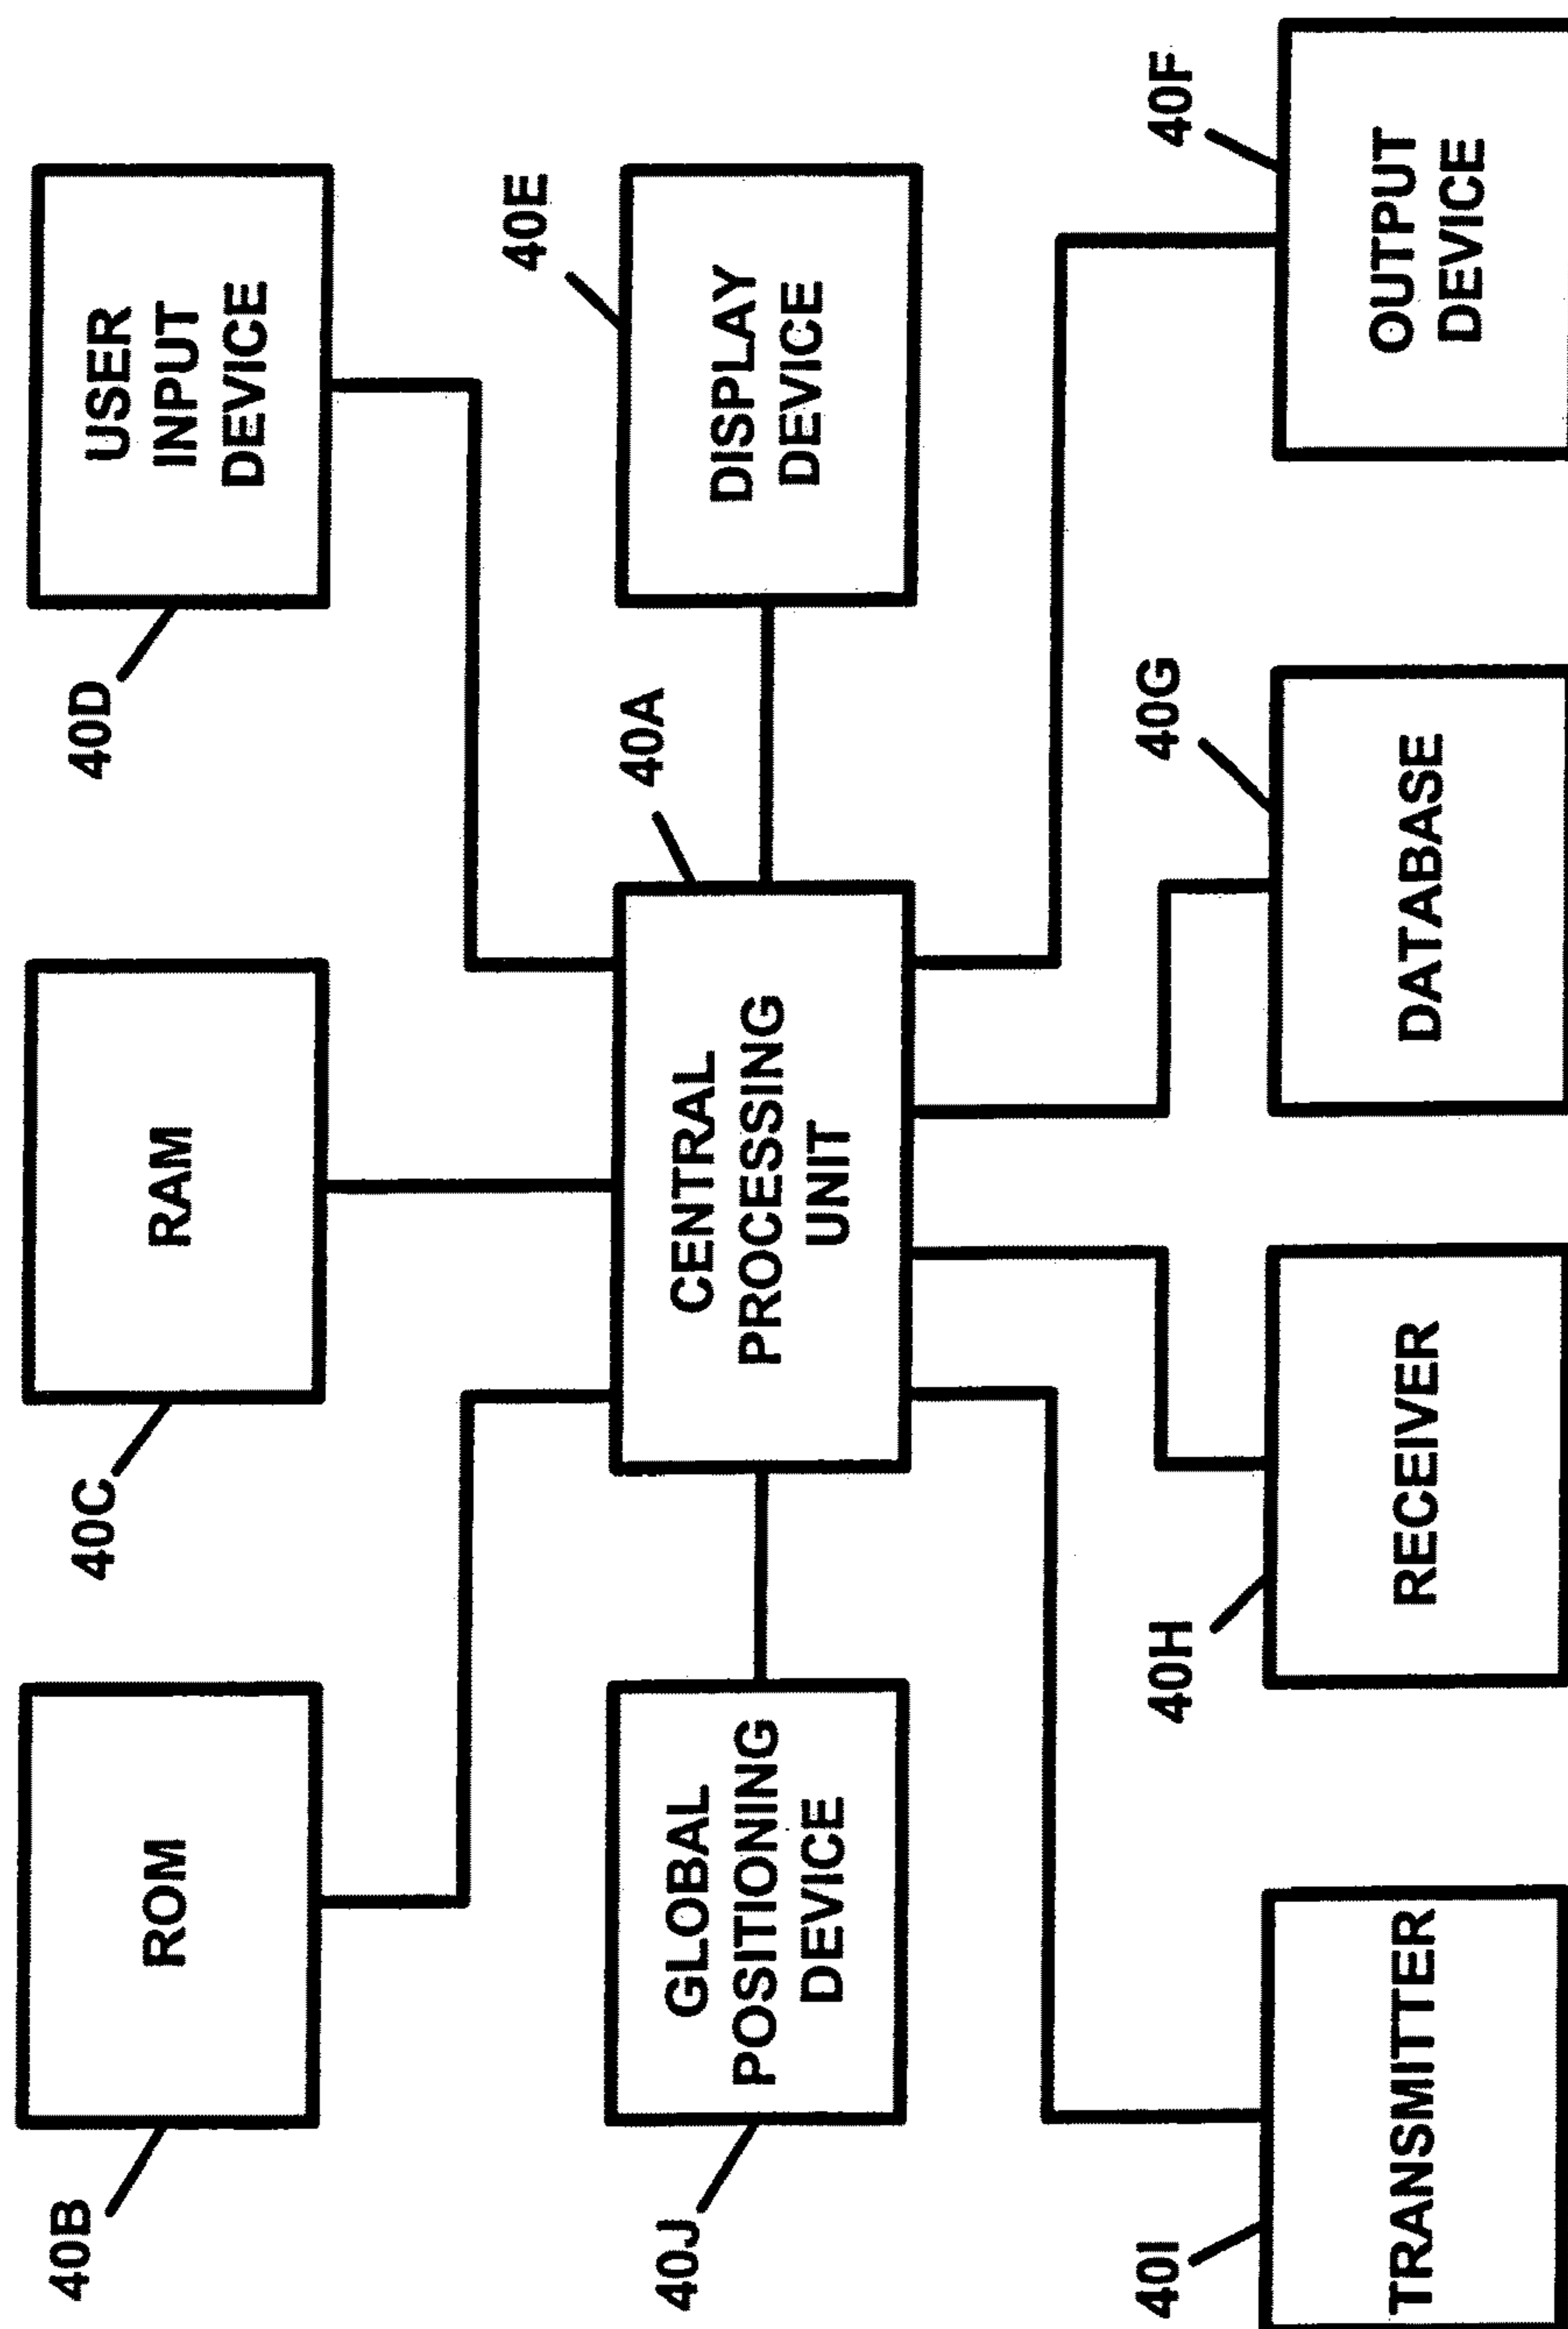 40B
ROM
40C
RAM
40D
USER
INPUT
DEVICE
40J
GLOBAL
POSITIONING
DEVICE
CENTRAL
PROCESSING
UNIT
40A
40E
DISPLAY
DEVICE
40I
TRANSMITTER
40H
RECEIVER
40G
DATABASE
40F
OUTPUT
DEVICE